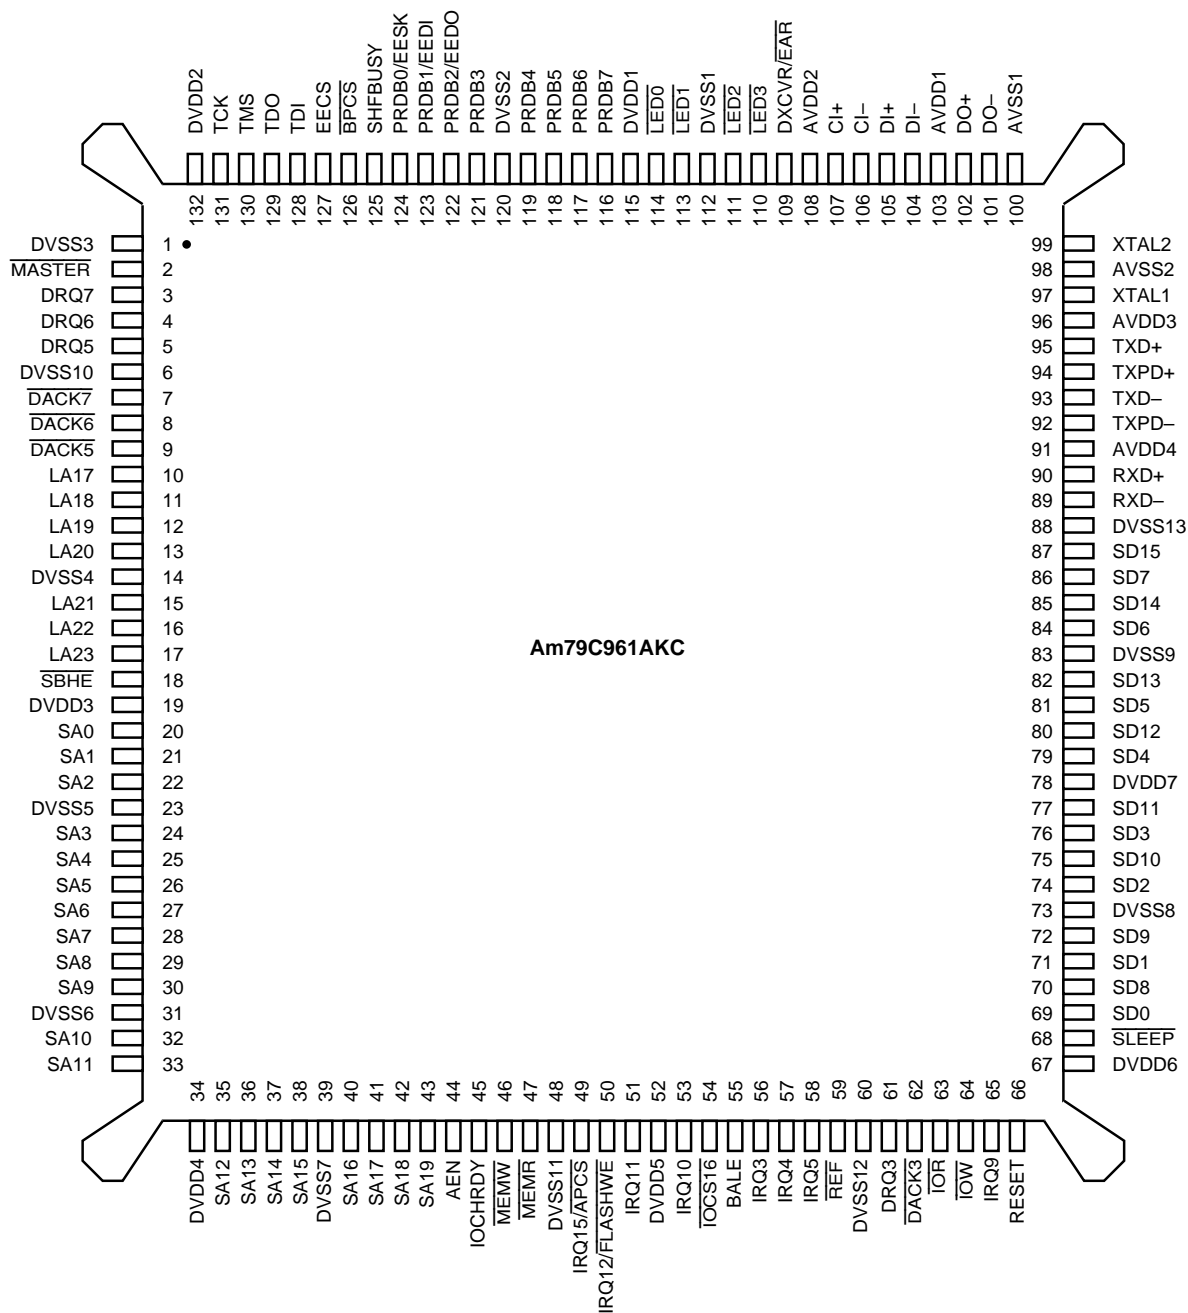 DVDD2
TCK
TMS
TDO
TDI
EECS
BPCS
SHFBUSY
PRDB0/EESK
PRDB1/EEDI
PRDB2/EEDO
PRDB3
DVSS2
PRDB4
PRDB5
PRDB6
PRDB7
DVDD1
LED0
LED1
DVSS1
LED2
LED3
DXCVR/EAR
AVDD2
CI+
CI–
DI+
DI–
AVDD1
DO+
DO–
AVSS1
132
131
130
129
128
127
126
125
124
123
122
121
120
119
118
117
116
115
114
113
112
111
110
109
108
107
106
105
104
103
102
101
100
DVSS3 1
MASTER 2
DRQ7 3
DRQ6 4
DRQ5 5
DVSS10 6
DACK7 7
DACK6 8
DACK5 9
LA17 10
LA18 11
LA19 12
LA20 13
DVSS4 14
LA21 15
LA22 16
LA23 17
SBHE 18
DVDD3 19
SA0 20
SA1 21
SA2 22
DVSS5 23
SA3 24
SA4 25
SA5 26
SA6 27
SA7 28
SA8 29
SA9 30
DVSS6 31
SA10 32
SA11 33
Am79C961AKC
99 XTAL2
98 AVSS2
97 XTAL1
96 AVDD3
95 TXD+
94 TXPD+
93 TXD–
92 TXPD–
91 AVDD4
90 RXD+
89 RXD–
88 DVSS13
87 SD15
86 SD7
85 SD14
84 SD6
83 DVSS9
82 SD13
81 SD5
80 SD12
79 SD4
78 DVDD7
77 SD11
76 SD3
75 SD10
74 SD2
73 DVSS8
72 SD9
71 SD1
70 SD8
69 SD0
68 SLEEP
67 DVDD6
34
35
36
37
38
39
40
41
42
43
44
45
46
47
48
49
50
51
52
53
54
55
56
57
58
59
60
61
62
63
64
65
66
DVDD4
SA12
SA13
SA14
SA15
DVSS7
SA16
SA17
SA18
SA19
AEN
IOCHRDY
MEMW
MEMR
DVSS11
IRQ15/APCS
IRQ12/FLASHWE
IRQ11
DVDD5
IRQ10
IOCS16
BALE
IRQ3
IRQ4
IRQ5
REF
DVSS12
DRQ3
DACK3
IOR
IOW
IRQ9
RESET